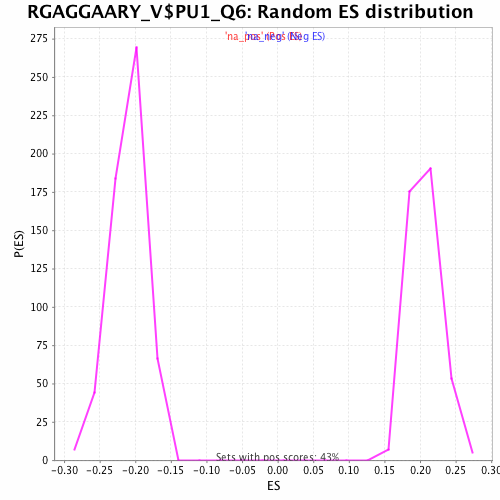 RGAGGAARY_V$PU1_Q6: Random ES distribution
275
250
225
200
175
150
125
100
75
50
25
0
P(ES)
Sets with pos scores: 43%
-0.30 -0.25 -0.20 -0.15 -0.10 -0.05 0.00 0.05 0.10 0.15 0.20 0.25 0.30
ES